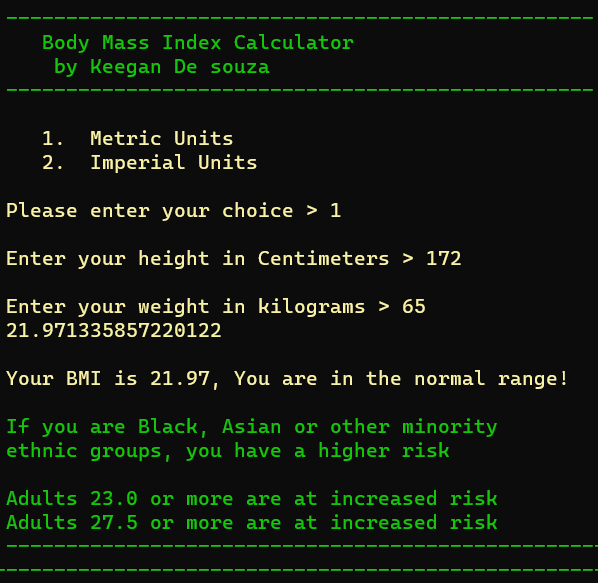 Body Mass Index Calculator
by Keegan De souza
1. Metric Units
2. Imperial Units
Please enter your choice > 1
Enter your height in Centimeters > 172
Enter your weight in kilograms > 65
21.971335857220122
Your BMI is 21.97, You are in the normal range!
If you are Black, Asian or other minority
ethnic groups, you have a higher risk
Adults 23.0 or more are at increased risk
Adults 27.5 or more are at increased risk